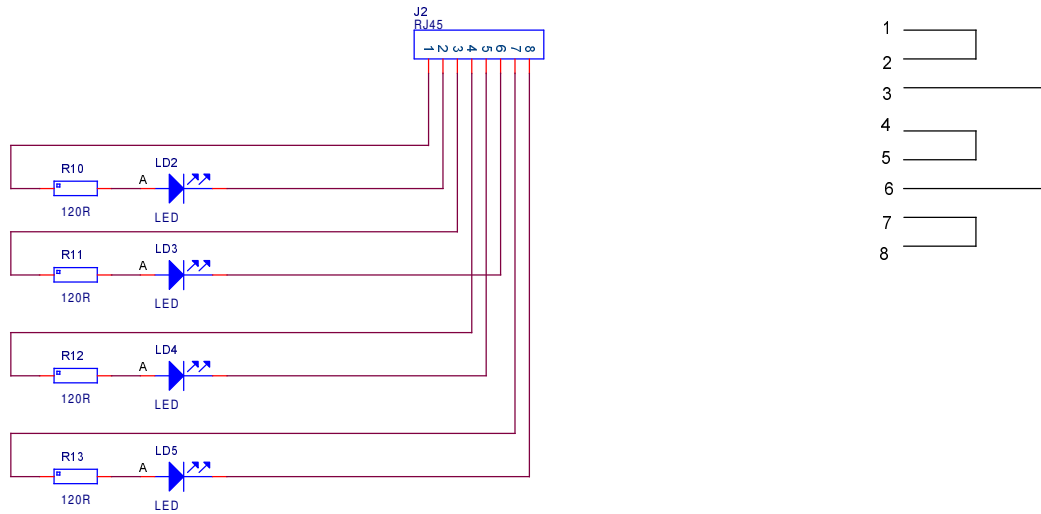 J2
RJ45
1 2 3 4 5 6 7 8
R10
120R
A
LD2
LED
R11
120R
A
LD3
LED
R12
120R
A
LD4
LED
R13
120R
A
LD5
LED
1
2
3
4
5
6
7
8